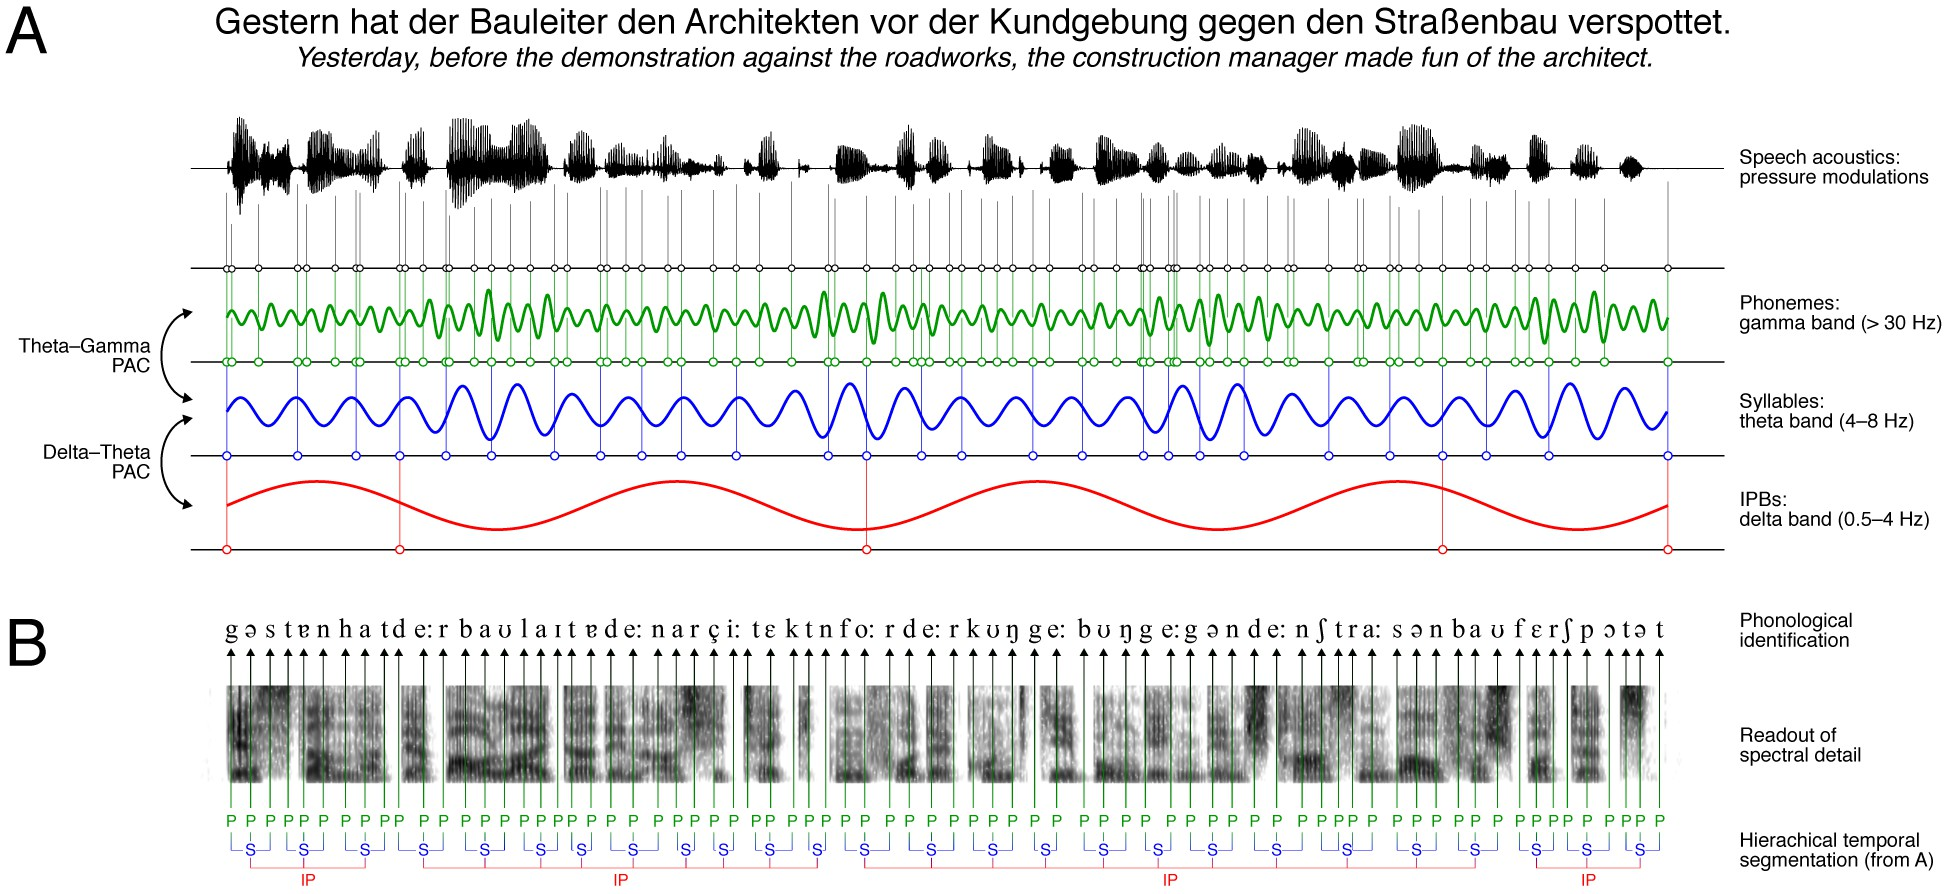 A
Gestern hat der Bauleiter den Architekten vor der Kundgebung gegen den Straßenbau verspottet.
Yesterday, before the demonstration against the roadworks, the construction manager made fun of the architect.
Speech acoustics:
pressure modulations
Phonemes:
gamma band (> 30 Hz)
Theta–Gamma
PAC
Syllables:
theta band (4–8 Hz)
Delta–Theta
PAC
IPBs:
delta band (0.5–4 Hz)
B
g ə s t ɐ n h a t d e: r b a ʊ l a ɪ t ɐ d e: n a r ç i: t ɛ k t n f o: r d e: r k ʊ ŋ g e: b ʊ ŋ g e: g ə n d e: n ʃ t r a: s ə n b a ʊ f ɛ r ʃ p ɔ t ə t
Phonological
identification
Readout of
spectral detail
P P P P P P P P P P P P P P P P P P P P P P P P P P P P P P P P P P P P P P P P P P P P P P P P P P P P P P P P P P P P P P P P P P P P P
S S S S S S S S S S S S S S S S S S S S S S S
IP IP IP IP
Hierachical temporal
segmentation (from A)